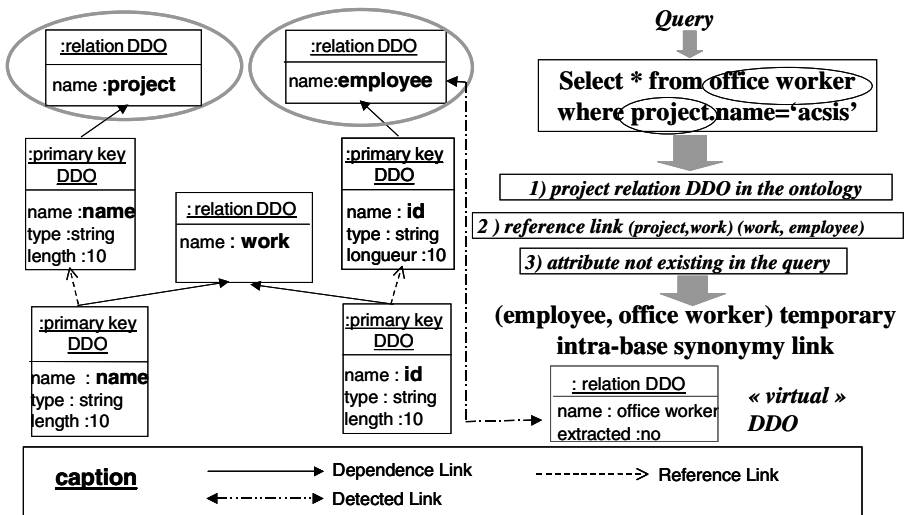 :relation DDO
name :project
:relation DDO
name:employee
:primary key
DDO
name :name
type :string
length :10
: relation DDO
name : work
:primary key
DDO
name : id
type : string
longueur :10
:primary key
DDO
name : name
type : string
length :10
:primary key
DDO
name : id
type : string
length :10
Query
Select * from office worker
where project.name=‘acsis’
1) project relation DDO in the ontology
2 ) reference link (project,work) (work, employee)
3) attribute not existing in the query
(employee, office worker) temporary
intra-base synonymy link
: relation DDO
name : office worker
extracted :no
« virtual »
DDO
caption
Dependence Link
Reference Link
Detected Link